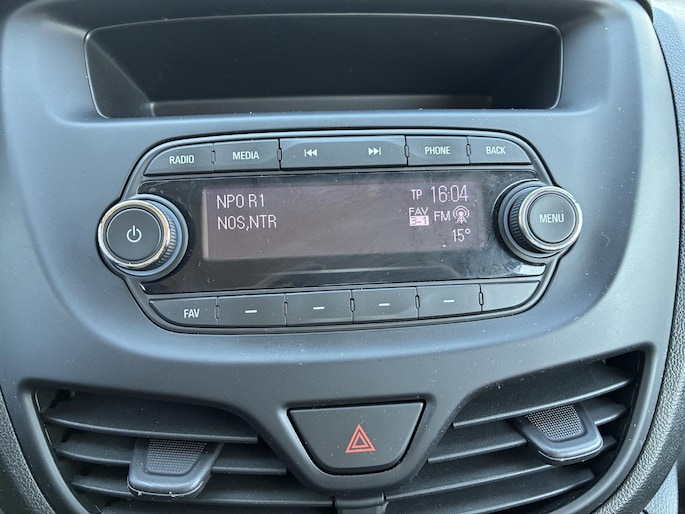 RADIO MEDIA PHONE BACK
NPO R1 TP 16:04
NOS,NTR FAV 3-1 FM
15°
MENU
FAV